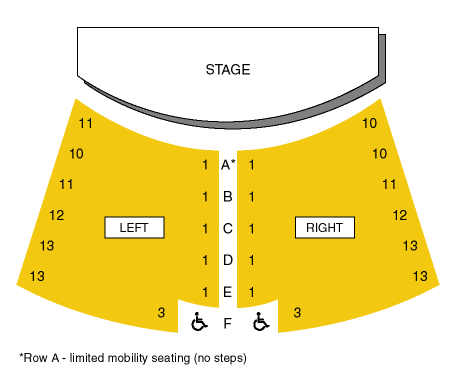 STAGE
11 1 A* 1 10
10 1 B 1 10
11 1 C 1 11
LEFT RIGHT
12 1 D 1 12
13 1 E 1 13
13 3 F 3 13
*Row A - limited mobility seating (no steps)